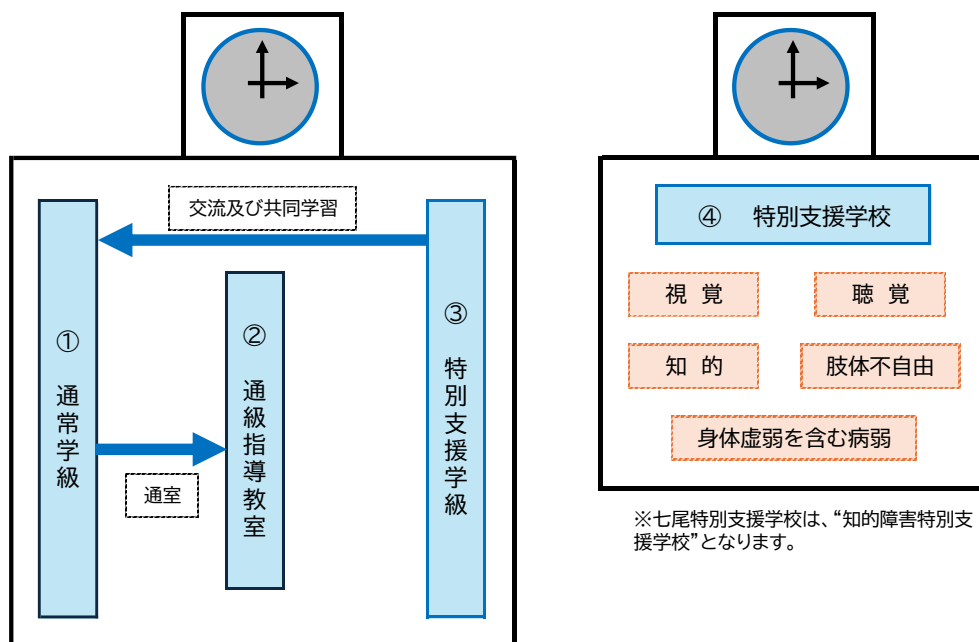 交流及び共同学習
① 通常学級
② 通級指導教室
③ 特別支援学級
通室
④ 特別支援学校
視 覚
聴 覚
知 的
肢体不自由
身体虚弱を含む病弱
※七尾特別支援学校は、“知的障害特別支
援学校”となります。